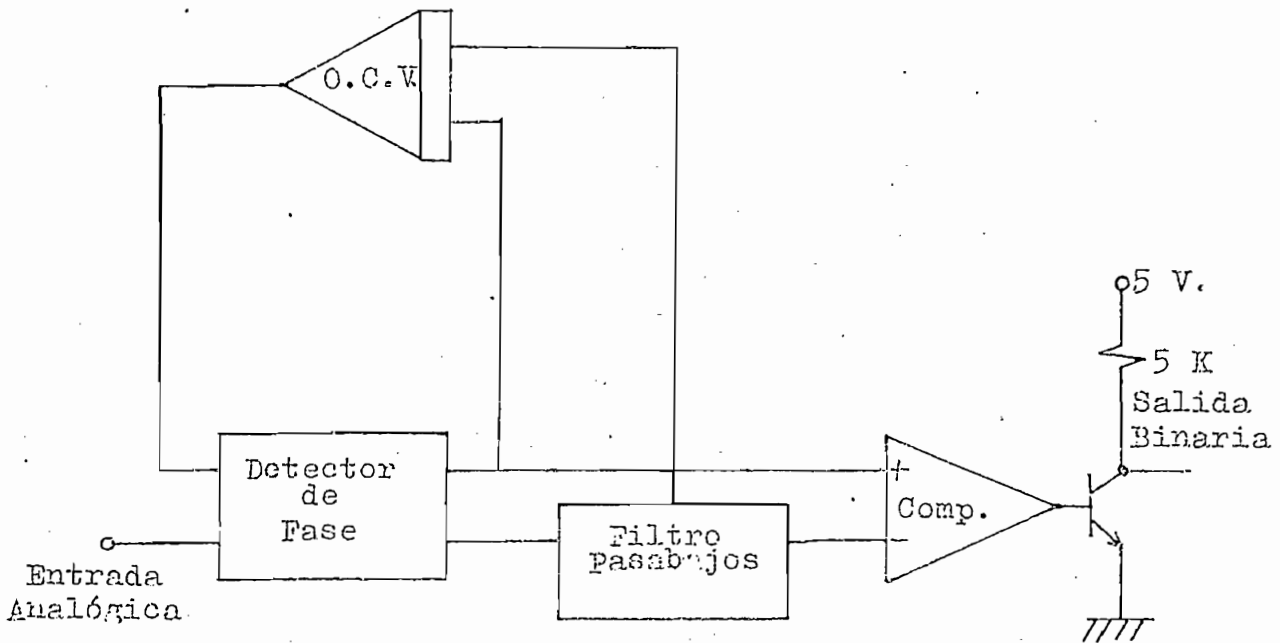 O.C.V.
5 V.
5 K
Salida
Binaria
Detector
de
Fase
+
Comp.
-
Filtro
Pasabajos
Entrada
Analógica